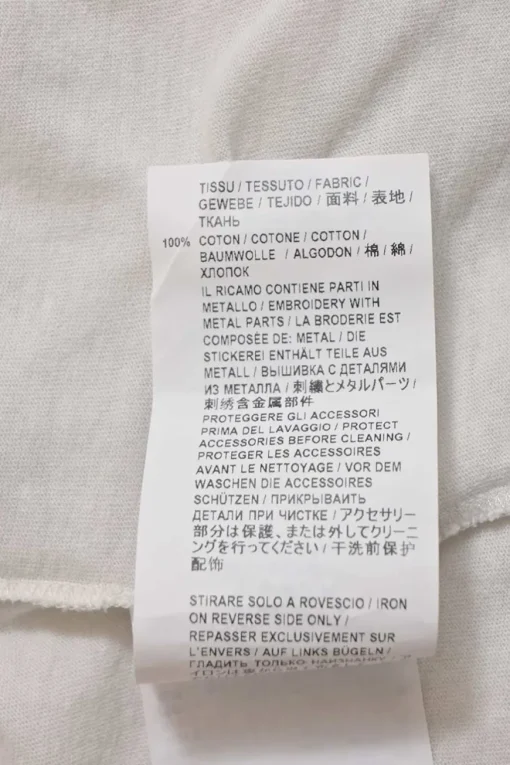 TISSU / TESSUTO / FABRIC /
GEWEBE / TEJIDO / 面料 / 表地 /
ТКАНЬ
100% COTON / COTONE / COTTON /
BAUMWOLLE / ALGODON / 棉 / 綿 /
ХЛОПОК
IL RICAMO CONTIENE PARTI IN
METALLO / EMBROIDERY WITH
METAL PARTS / LA BRODERIE EST
COMPOSÉE DE: METAL / DIE
STICKEREI ENTHÄLT TEILE AUS
METALL / ВЫШИВКА С ДЕТАЛЯМИ
ИЗ МЕТАЛЛА / 刺繍とメタルパーツ /
刺绣含金属部件
PROTEGGERE GLI ACCESSORI
PRIMA DEL LAVAGGIO / PROTECT
ACCESSORIES BEFORE CLEANING /
PROTEGER LES ACCESSOIRES
AVANT LE NETTOYAGE / VOR DEM
WASCHEN DIE ACCESSOIRES
SCHÜTZEN / ПРИКРЫВАИТЬ
ДЕТАЛИ ПРИ ЧИСТКЕ / アクセサリー
部分は保護、または外してクリーニ
ングを行ってください / 干洗前保护
配饰
STIRARE SOLO A ROVESCIO / IRON
ON REVERSE SIDE ONLY /
REPASSER EXCLUSIVEMENT SUR
L'ENVERS / AUF LINKS BÜGELN /
ГЛАДИТЬ ТОЛЬКО НАИЗНАНКУ / ア